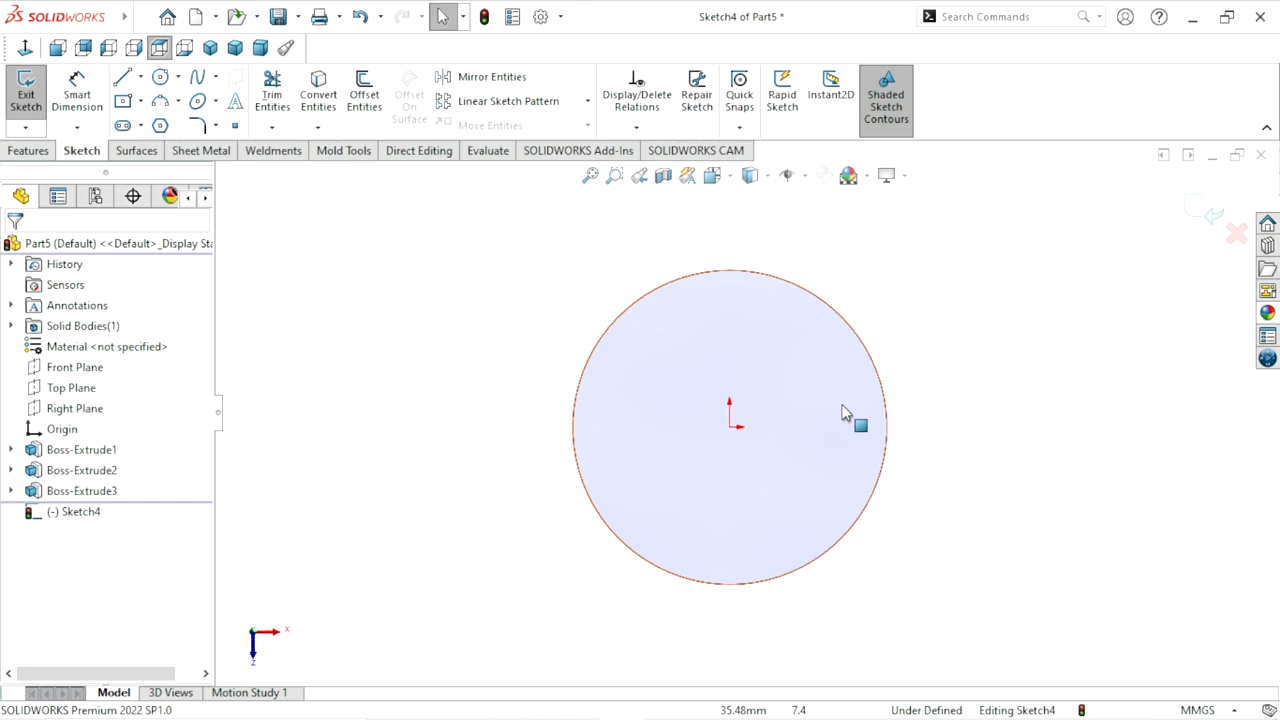 SOLIDWORKS
Sketch4 of Part5 *
Search Commands
Exit Sketch
Smart Dimension
Trim Entities
Convert Entities
Offset Entities
Offset On Surface
Mirror Entities
Linear Sketch Pattern
Move Entities
Display/Delete Relations
Repair Sketch
Quick Snaps
Rapid Sketch
Instant2D
Shaded Sketch Contours
Features
Sketch
Surfaces
Sheet Metal
Weldments
Mold Tools
Direct Editing
Evaluate
SOLIDWORKS Add-Ins
SOLIDWORKS CAM
Part5 (Default) <<Default>_Display Sta
History
Sensors
Annotations
Solid Bodies(1)
Material <not specified>
Front Plane
Top Plane
Right Plane
Origin
Boss-Extrude1
Boss-Extrude2
Boss-Extrude3
(-) Sketch4
X
Z
Model
3D Views
Motion Study 1
SOLIDWORKS Premium 2022 SP1.0
35.48mm
7.4
Under Defined
Editing Sketch4
MMGS